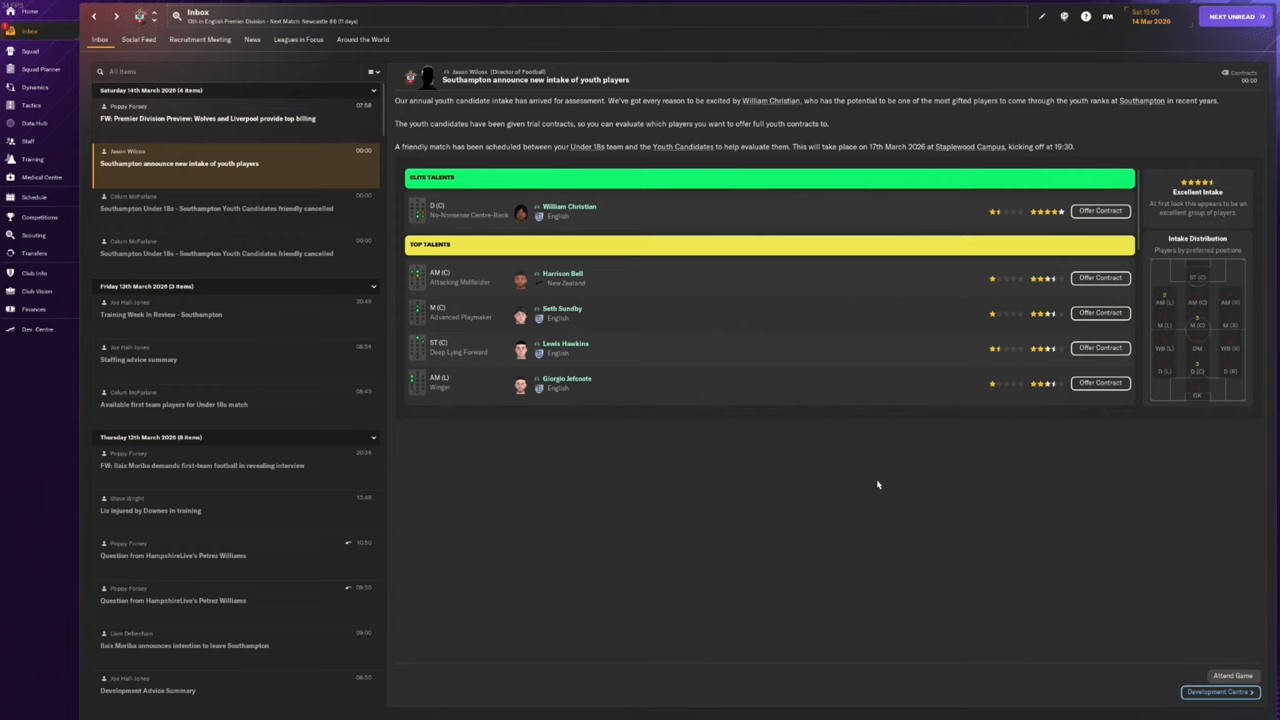 34 FPS
Home
Inbox
Squad
Squad Planner
Dynamics
Tactics
Data Hub
Staff
Training
Medical Centre
Schedule
Competitions
Scouting
Transfers
Club Info
Club Vision
Finances
Dev. Centre
Inbox
13th in English Premier Division - Next Match: Newcastle (H) (11 days)
FM
Sat 15:00
14 Mar 2026
NEXT UNREAD
Inbox Social Feed Recruitment Meeting News Leagues in Focus Around the World
All Items
Saturday 14th March 2026 (4 items)
Poppy Forsey 07:58
FW: Premier Division Preview: Wolves and Liverpool provide top billing
Jason Wilcox 00:00
Southampton announce new intake of youth players
Calum McFarlane 00:00
Southampton Under 18s - Southampton Youth Candidates friendly cancelled
Calum McFarlane 00:00
Southampton Under 18s - Southampton Youth Candidates friendly cancelled
Friday 13th March 2026 (3 items)
Joe Hall-Jones 20:49
Training Week In Review - Southampton
Joe Hall-Jones 08:54
Staffing advice summary
Calum McFarlane 08:43
Available first team players for Under 18s match
Thursday 12th March 2026 (8 items)
Poppy Forsey 20:24
FW: Ilaix Moriba demands first-team football in revealing interview
Steve Wright 13:48
Lis injured by Downes in training
Poppy Forsey 10:50
Question from HampshireLive's Petrez Williams
Poppy Forsey 09:50
Question from HampshireLive's Petrez Williams
Liam Debenham 09:00
Ilaix Moriba announces intention to leave Southampton
Joe Hall-Jones 08:50
Development Advice Summary
Jason Wilcox (Director of Football)
Southampton announce new intake of youth players
Contracts
00:00
Our annual youth candidate intake has arrived for assessment. We've got every reason to be excited by William Christian, who has the potential to be one of the most gifted players to come through the youth ranks at Southampton in recent years.
The youth candidates have been given trial contracts, so you can evaluate which players you want to offer full youth contracts to.
A friendly match has been scheduled between your Under 18s team and the Youth Candidates to help evaluate them. This will take place on 17th March 2026 at Staplewood Campus, kicking off at 19:30.
ELITE TALENTS
D (C)
No-Nonsense Centre-Back
William Christian
English
Offer Contract
TOP TALENTS
AM (C)
Attacking Midfielder
Harrison Bell
New Zealand
Offer Contract
M (C)
Advanced Playmaker
Seth Sundby
English
Offer Contract
ST (C)
Deep Lying Forward
Lewis Hawkins
English
Offer Contract
AM (L)
Winger
Giorgio Jefcoate
English
Offer Contract
Excellent Intake
At first look this appears to be an
excellent group of players.
Intake Distribution
Players by preferred positions
ST (C)
2
AM (L) AM (C) AM (R)
3
M (L) M (C) M (R)
WB (L) DM WB (R)
3
D (L) D (C) D (R)
GK
Attend Game
Development Centre